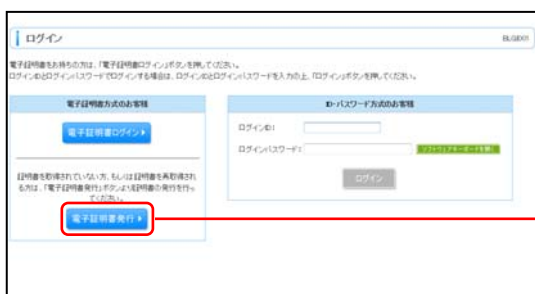 ログイン
BLGI001
電子証明書をお持ちの方は、「電子証明書ログイン」ボタンを押してください。
ログインIDとログインパスワードでログインする場合は、ログインIDとログインパスワードを入力の上、「ログイン」ボタンを押してください。
電子証明書方式のお客様
電子証明書ログイン
証明書を取得されていない方、もしくは証明書を再取得され
る方は、「電子証明書発行」ボタンより証明書の発行を行っ
てください。
電子証明書発行
ID・パスワード方式のお客様
ログインID：
ログインパスワード：
ソフトウェアキーボードを開く
ログイン